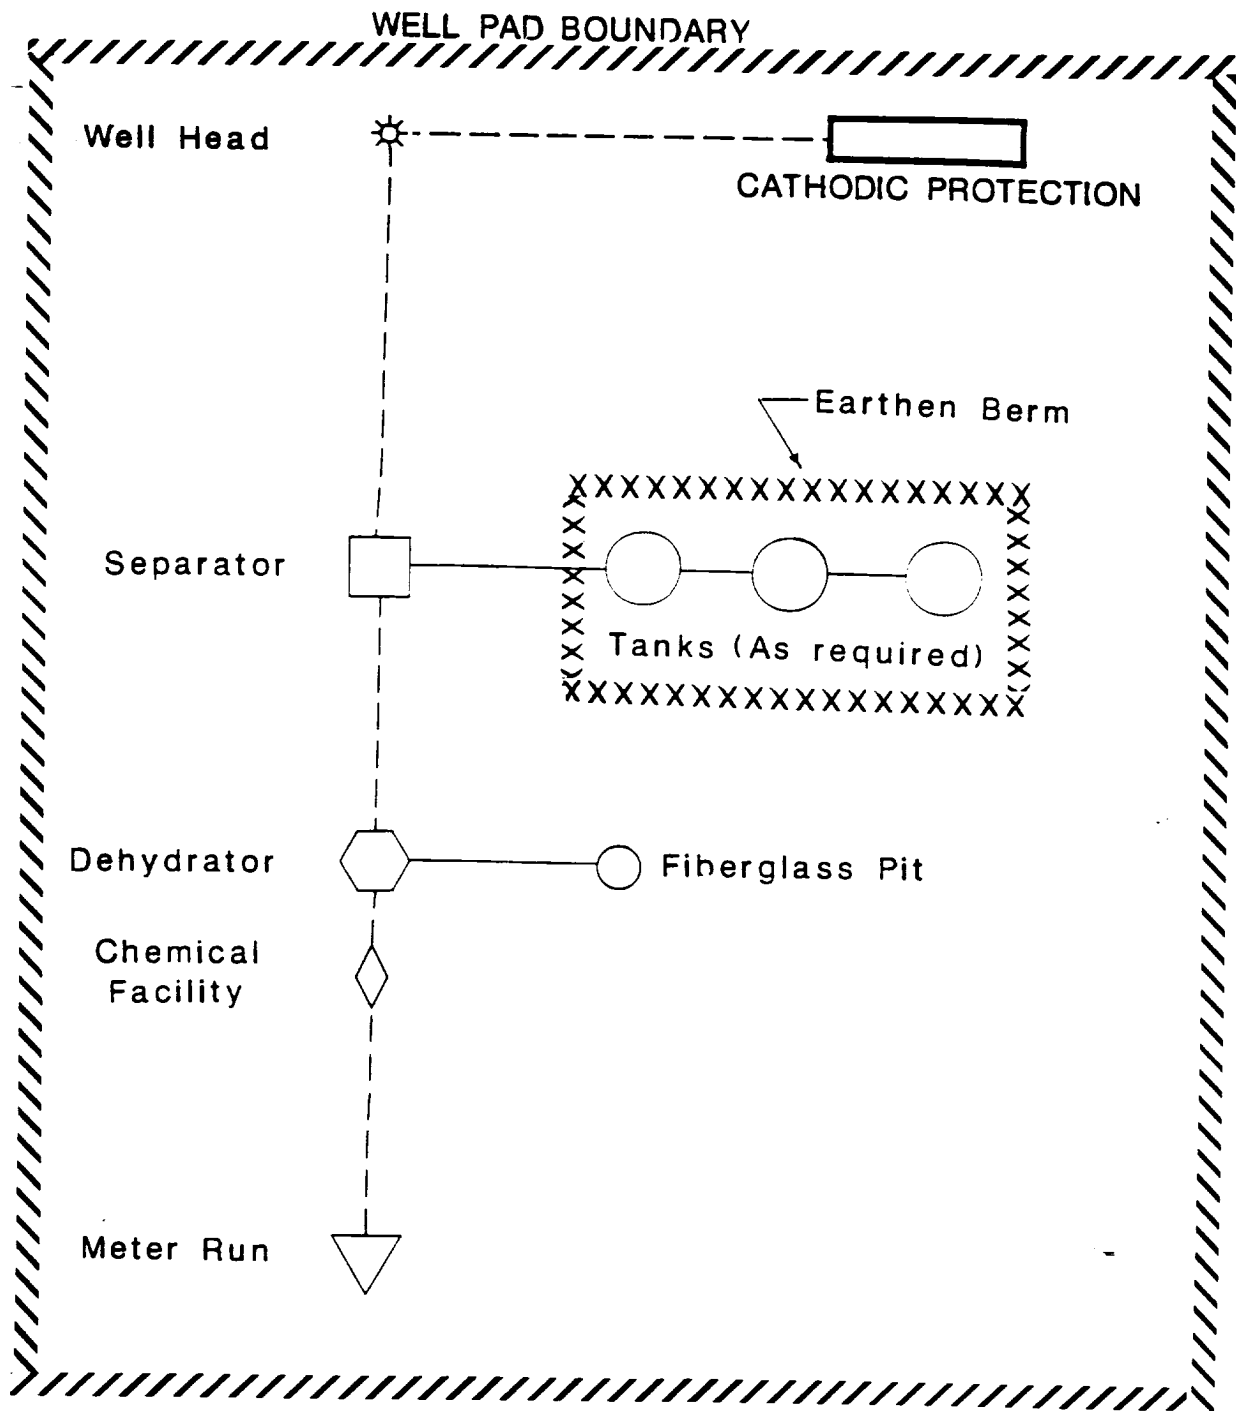 WELL PAD BOUNDARY
Well Head
CATHODIC PROTECTION
Earthen Berm
Separator
Tanks (As required)
Dehydrator
Fiberglass Pit
Chemical
Facility
Meter Run